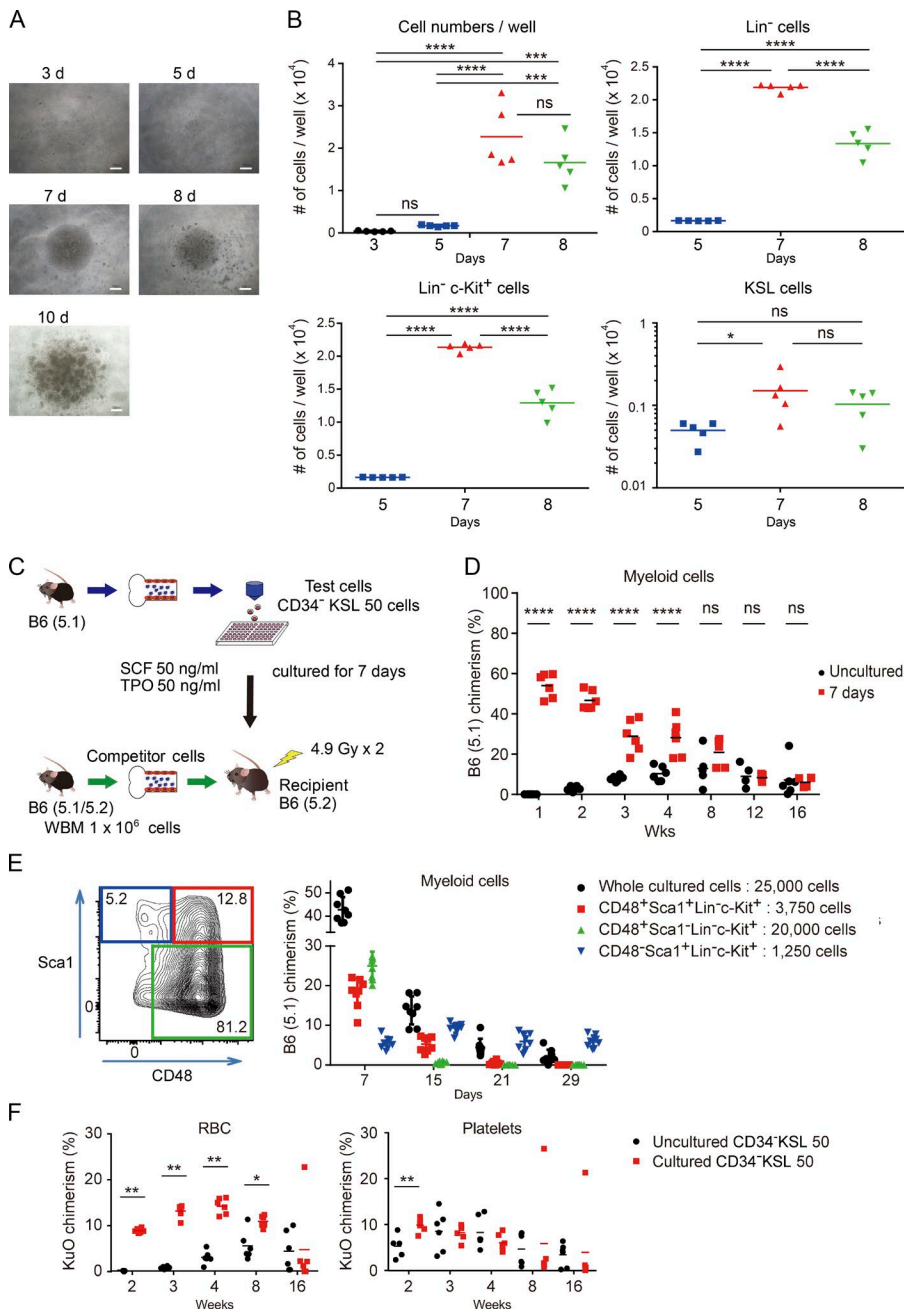 A
3 d
5 d
7 d
8 d
10 d
B
Cell numbers / well
****
***
****
***
ns
ns
# of cells / well (x 10⁴)
4
3
2
1
0
3
5
7
8
Days
Lin⁻ cells
****
****
****
# of cells / well (x 10⁴)
2.5
2.0
1.5
1.0
0.5
0
5
7
8
Days
Lin⁻ c-Kit⁺ cells
****
****
****
# of cells / well (x 10⁴)
2.5
2.0
1.5
1.0
0.5
0
5
7
8
Days
KSL cells
ns
*
ns
# of cells / well (x 10⁴)
1
0.1
0.01
5
7
8
Days
C
B6 (5.1)
Test cells
CD34⁻ KSL 50 cells
SCF 50 ng/ml
TPO 50 ng/ml
cultured for 7 days
Competitor cells
4.9 Gy x 2
Recipient
B6 (5.2)
B6 (5.1/5.2)
WBM 1 x 10⁶ cells
D
Myeloid cells
**** **** **** **** ns ns ns
B6 (5.1) chimerism (%)
100
80
60
40
20
0
1 2 3 4 8 12 16
Wks
Uncultured
7 days
E
5.2
12.8
81.2
Sca1
0
0
CD48
Myeloid cells
B6 (5.1) chimerism (%)
50
40
30
20
10
0
7 15 21 29
Days
Whole cultured cells : 25,000 cells
CD48⁺Sca1⁺Lin⁻c-Kit⁺ : 3,750 cells
CD48⁺Sca1⁻Lin⁻c-Kit⁺ : 20,000 cells
CD48⁻Sca1⁺Lin⁻c-Kit⁺ : 1,250 cells
F
RBC
** ** ** *
KuO chimerism (%)
30
20
10
0
2 3 4 8 16
Weeks
Platelets
**
KuO chimerism (%)
30
20
10
0
2 3 4 8 16
Weeks
Uncultured CD34⁻KSL 50
Cultured CD34⁻KSL 50